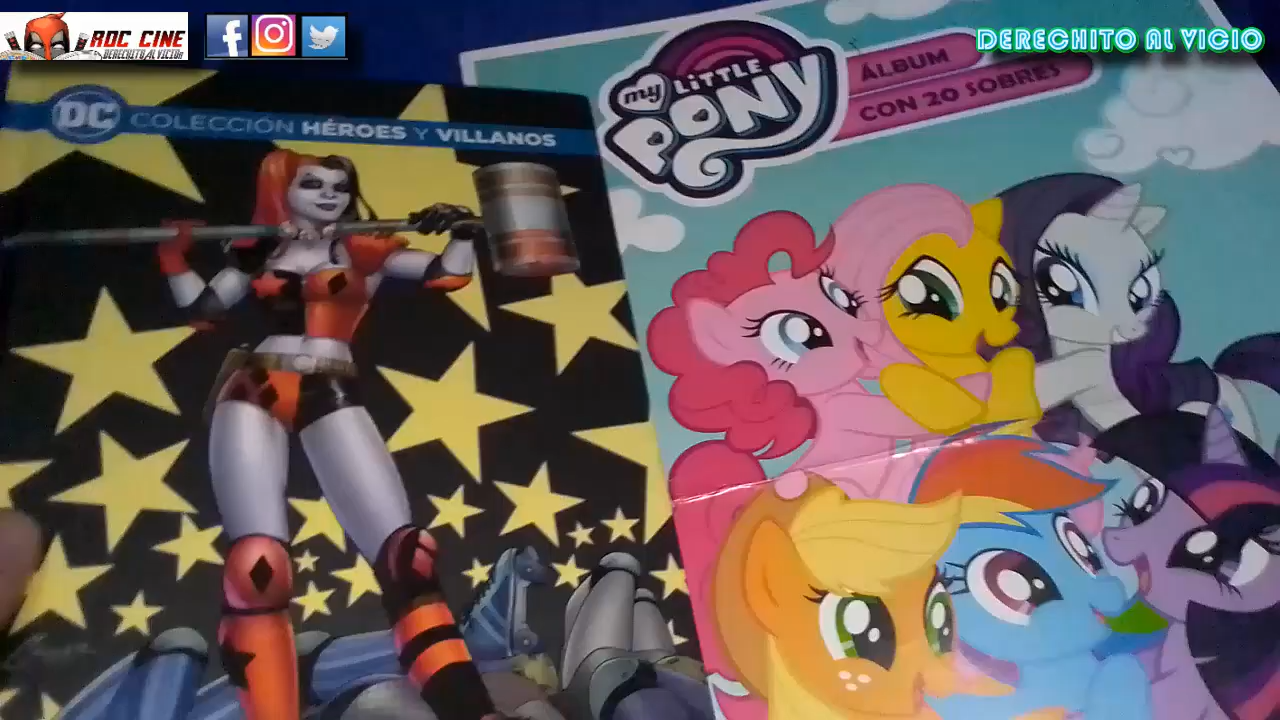 ROC CINE
DERECHITO AL VICIO
DERECHITO AL VICIO
DC COLECCIÓN HÉROES Y VILLANOS
my LiTTLE PONY
ÁLBUM
CON 20 SOBRES